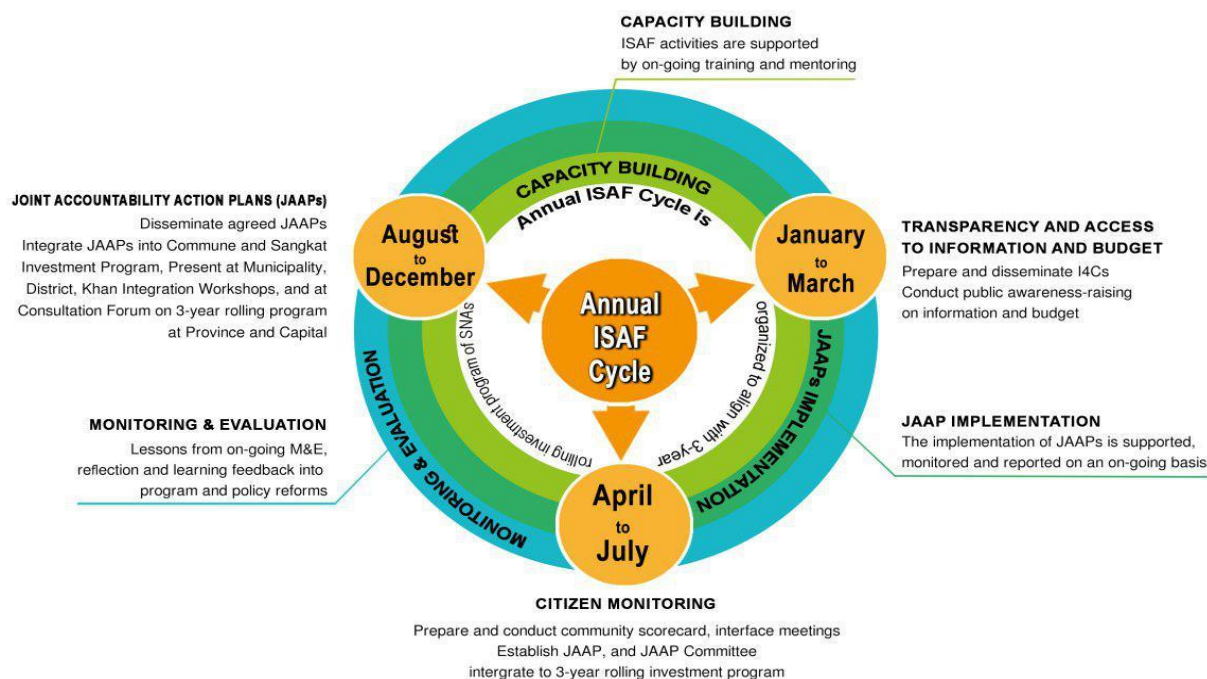 CAPACITY BUILDING
ISAF activities are supported
by on-going training and mentoring
CAPACITY BUILDING
Annual ISAF Cycle is
JOINT ACCOUNTABILITY ACTION PLANS (JAAPs)
Disseminate agreed JAAPs
Integrate JAAPs into Commune and Sangkat
Investment Program, Present at Municipality,
District, Khan Integration Workshops, and at
Consultation Forum on 3-year rolling program
at Province and Capital
August
to
December
January
to
March
TRANSPARENCY AND ACCESS
TO INFORMATION AND BUDGET
Prepare and disseminate I4Cs
Conduct public awareness-raising
on information and budget
Annual
ISAF
Cycle
organized to align with 3-year
rolling investment program of SNAs
JAAPs IMPLEMENTATION
MONITORING & EVALUATION
MONITORING & EVALUATION
Lessons from on-going M&E,
reflection and learning feedback into
program and policy reforms
JAAP IMPLEMENTATION
The implementation of JAAPs is supported,
monitored and reported on an on-going basis
April
to
July
CITIZEN MONITORING
Prepare and conduct community scorecard, interface meetings
Establish JAAP, and JAAP Committee
intergrate to 3-year rolling investment program